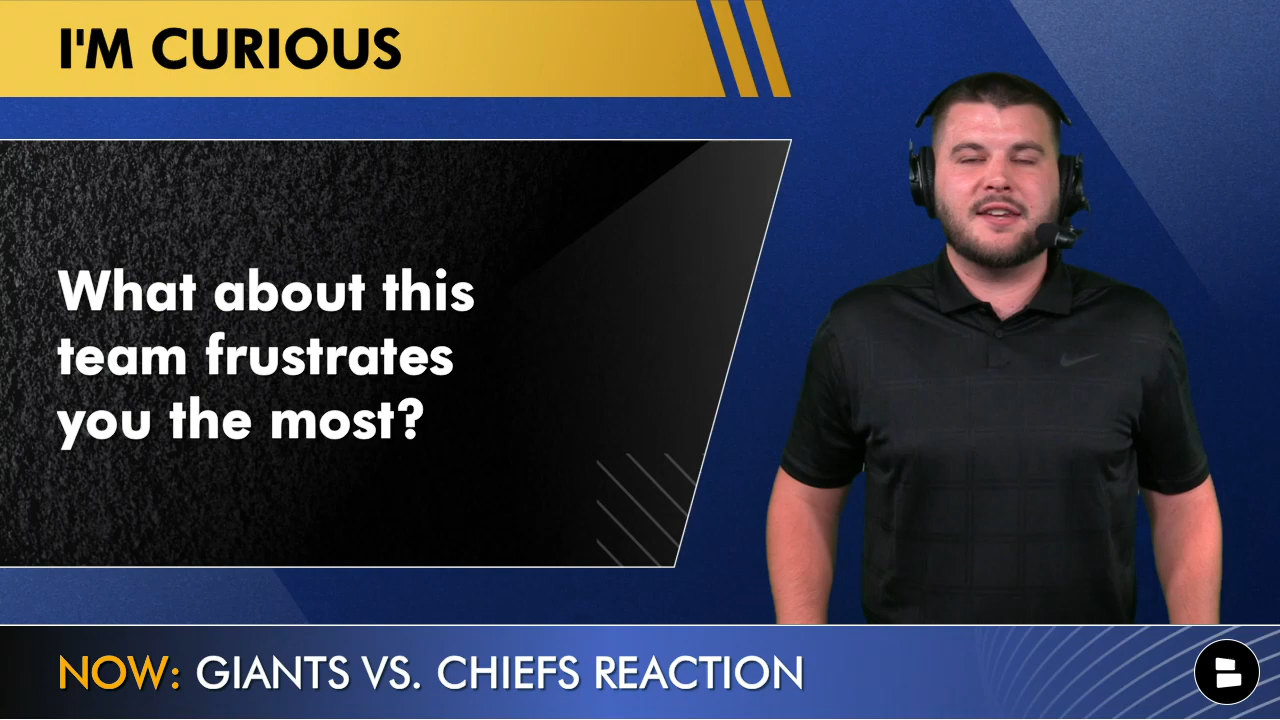 I'M CURIOUS
What about this
team frustrates
you the most?
NOW: GIANTS VS. CHIEFS REACTION